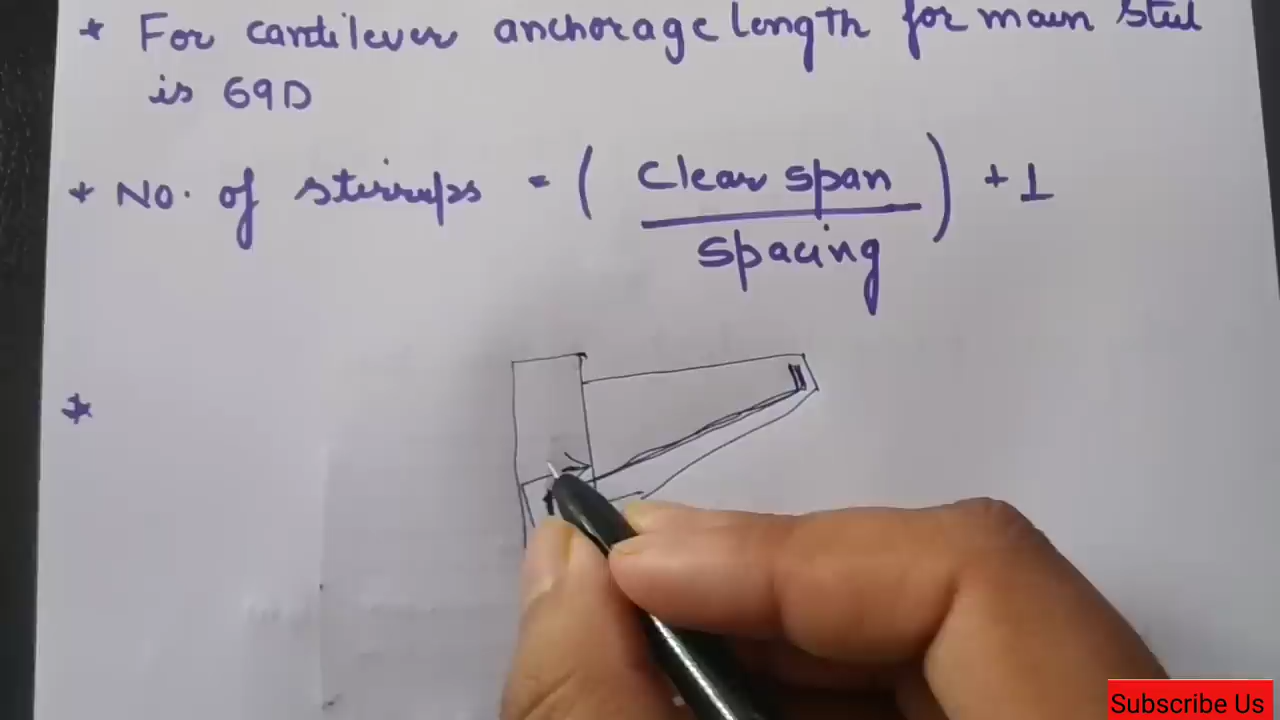 * For cantilever anchorage length for main steel
is 69D
* No. of stirrups = ( Clear span / spacing ) + 1
*
Subscribe Us